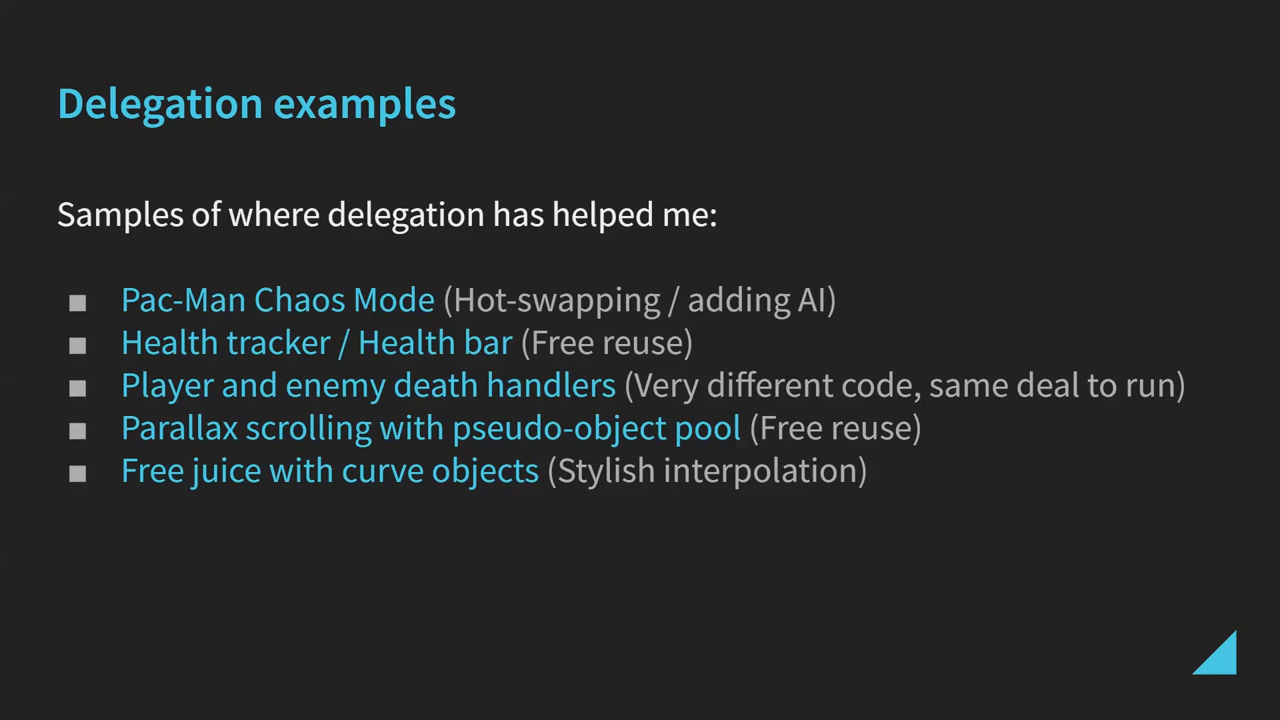 Delegation examples
Samples of where delegation has helped me:
■ Pac-Man Chaos Mode (Hot-swapping / adding AI)
■ Health tracker / Health bar (Free reuse)
■ Player and enemy death handlers (Very different code, same deal to run)
■ Parallax scrolling with pseudo-object pool (Free reuse)
■ Free juice with curve objects (Stylish interpolation)